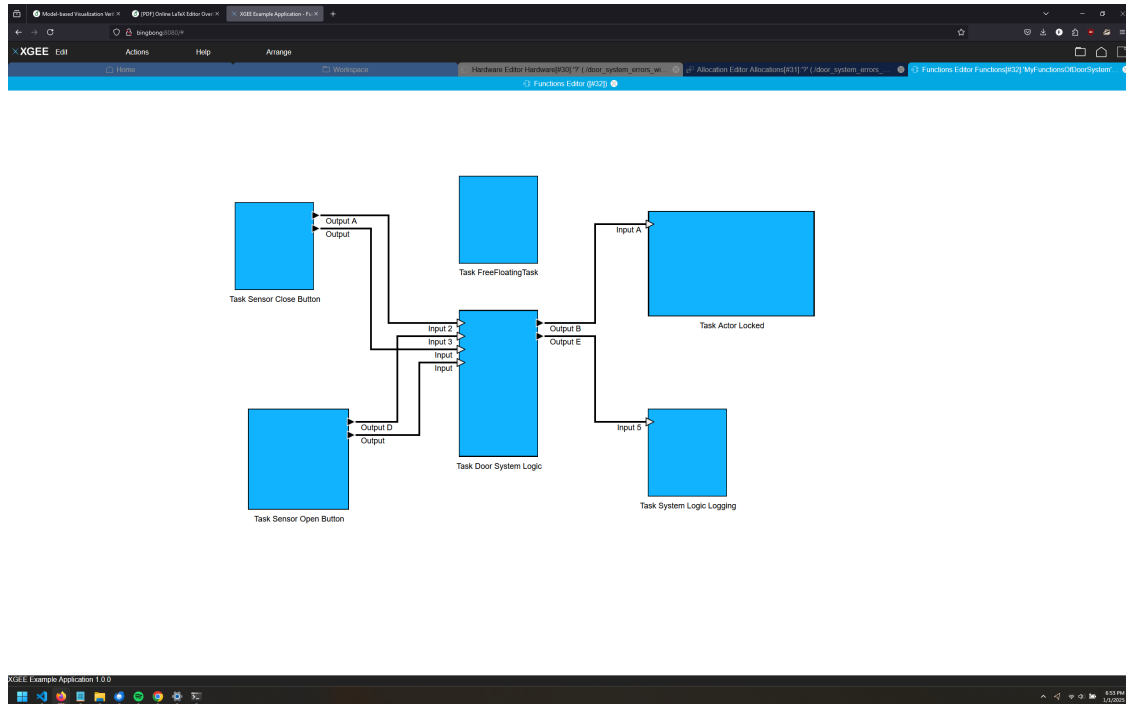 Model-based Visualization Veri
[PDF] Online LaTeX Editor Over
XGEE Example Application - Fu
bingbong:8080/#
XGEE Edit Actions Help Arrange
Home
Workspace
Hardware Editor Hardware[#30] '?' (./door_system_errors_wi...
Allocation Editor Allocations[#31] '?' (./door_system_errors_...
Functions Editor Functions[#32] 'MyFunctionsOfDoorSystem'...
Functions Editor ([#32])
Output A
Output
Task Sensor Close Button
Task FreeFloatingTask
Input A
Task Actor Locked
Input 2
Input 3
Input
Input
Output B
Output E
Task Door System Logic
Output D
Output
Task Sensor Open Button
Input 5
Task System Logic Logging
XGEE Example Application 1.0.0
6:53 PM
1/1/2025